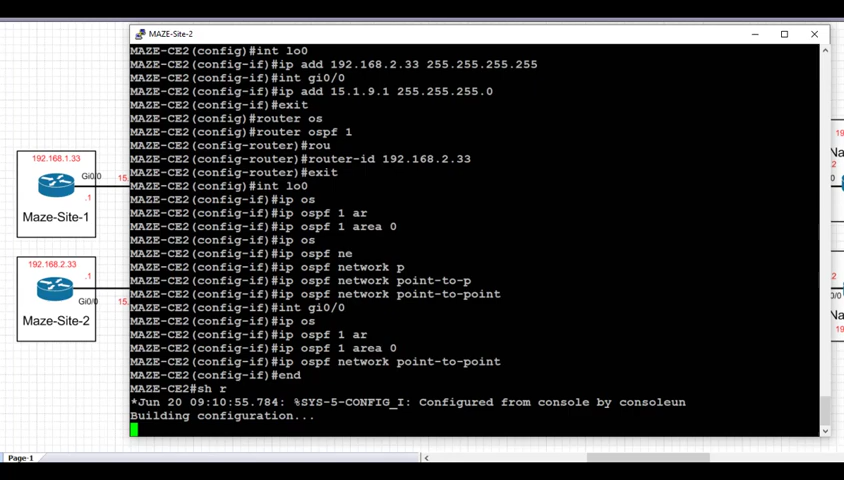 MAZE-Site-2
MAZE-CE2(config)#int lo0
MAZE-CE2(config-if)#ip add 192.168.2.33 255.255.255.255
MAZE-CE2(config-if)#int gi0/0
MAZE-CE2(config-if)#ip add 15.1.9.1 255.255.255.0
MAZE-CE2(config-if)#exit
MAZE-CE2(config)#router os
MAZE-CE2(config)#router ospf 1
MAZE-CE2(config-router)#rou
MAZE-CE2(config-router)#router-id 192.168.2.33
MAZE-CE2(config-router)#exit
MAZE-CE2(config)#int lo0
MAZE-CE2(config-if)#ip os
MAZE-CE2(config-if)#ip ospf 1 ar
MAZE-CE2(config-if)#ip ospf 1 area 0
MAZE-CE2(config-if)#ip os
MAZE-CE2(config-if)#ip ospf ne
MAZE-CE2(config-if)#ip ospf network p
MAZE-CE2(config-if)#ip ospf network point-to-p
MAZE-CE2(config-if)#ip ospf network point-to-point
MAZE-CE2(config-if)#int gi0/0
MAZE-CE2(config-if)#ip os
MAZE-CE2(config-if)#ip ospf 1 ar
MAZE-CE2(config-if)#ip ospf 1 area 0
MAZE-CE2(config-if)#ip ospf network point-to-point
MAZE-CE2(config-if)#end
MAZE-CE2#sh r
*Jun 20 09:10:55.784: %SYS-5-CONFIG_I: Configured from console by consoleun
Building configuration...
192.168.1.33
Gi0/0
15.
.1
Maze-Site-1
192.168.2.33
.1
Gi0/0
15.
Maze-Site-2
19
Na
2
0
0/0
Na
Page-1